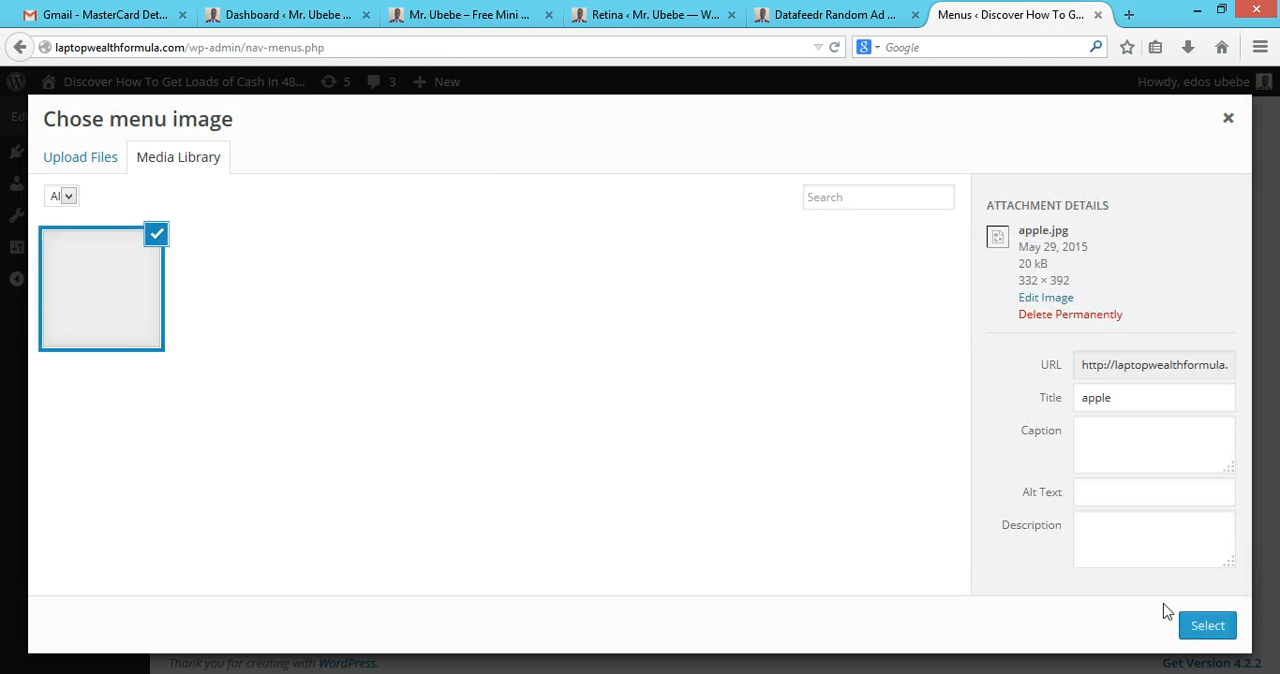 Gmail - MasterCard Det...
Dashboard ‹ Mr. Ubebe ...
Mr. Ubebe – Free Mini ...
Retina ‹ Mr. Ubebe — W...
Datafeedr Random Ad ...
Menus ‹ Discover How To G...
laptopwealthformula.com/wp-admin/nav-menus.php
Google
Discover How To Get Loads of Cash In 48...
5
3
New
Howdy, edos ubebe
Chose menu image
Upload Files
Media Library
Al
Search
ATTACHMENT DETAILS
apple.jpg
May 29, 2015
20 kB
332 × 392
Edit Image
Delete Permanently
URL http://laptopwealthformula.
Title apple
Caption
Alt Text
Description
Select
Thank you for creating with WordPress.
Get Version 4.2.2